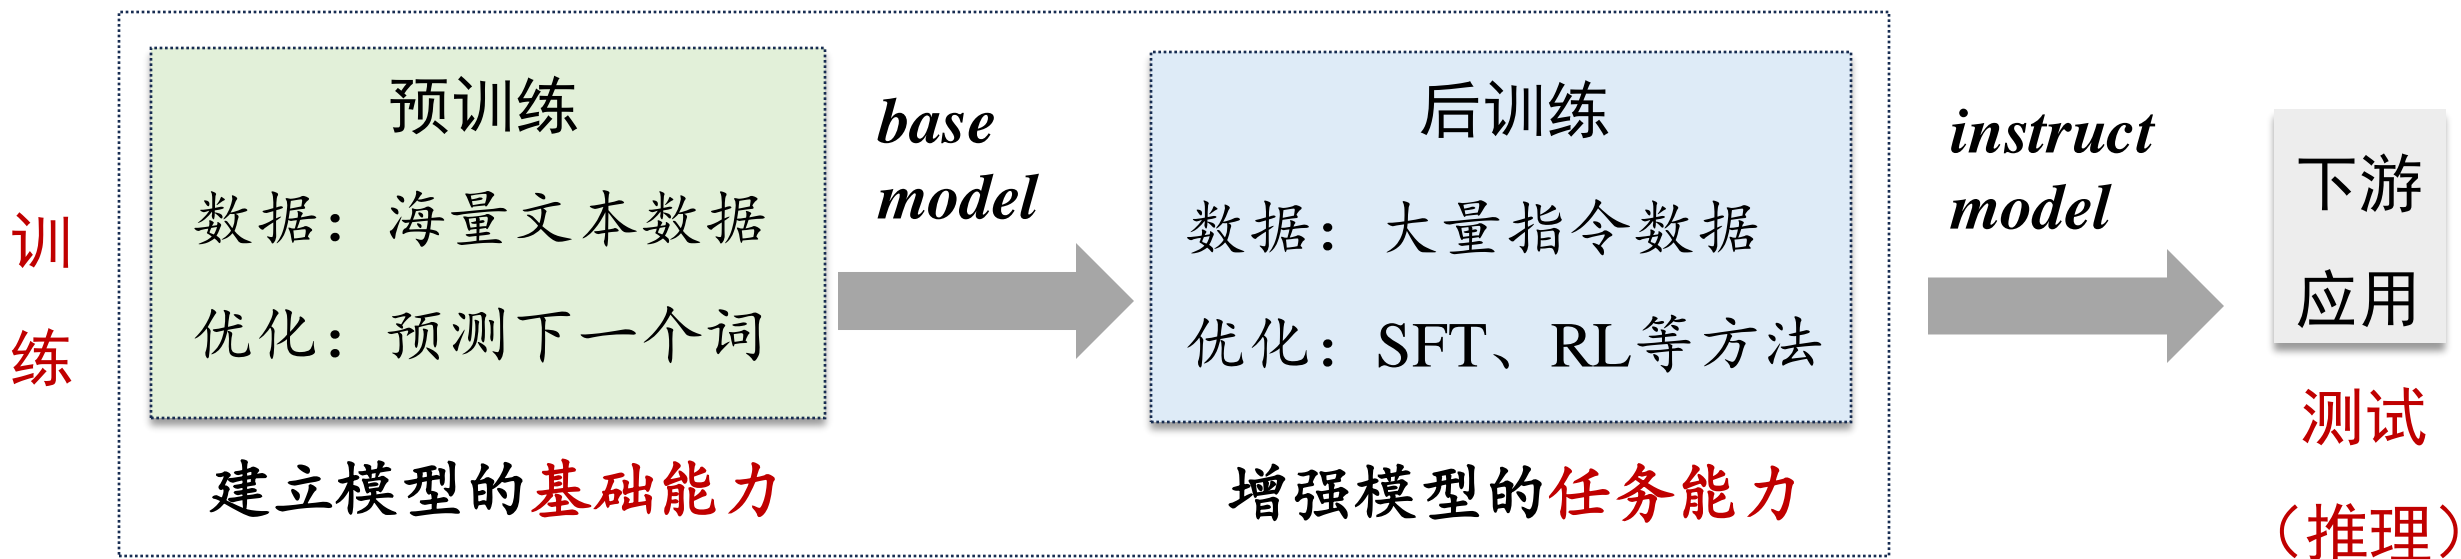 训
练
预训练
数据：海量文本数据
优化：预测下一个词
建立模型的基础能力
base
model
后训练
数据：大量指令数据
优化：SFT、RL等方法
增强模型的任务能力
instruct
model
下游
应用
测试
（推理）